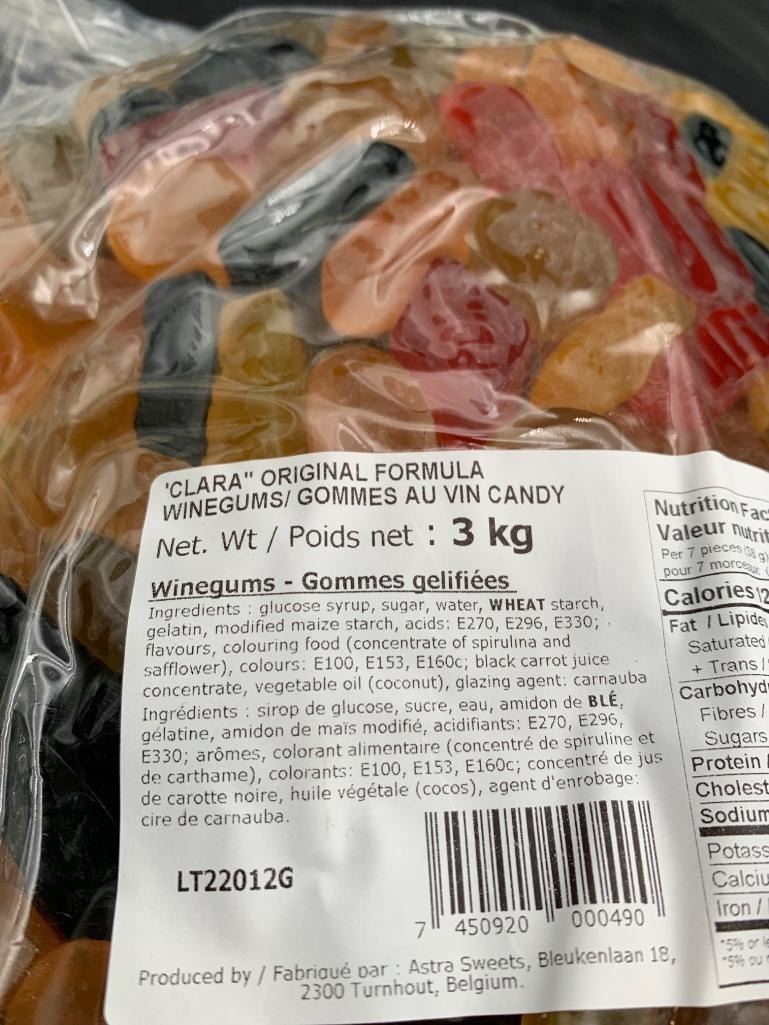 'CLARA" ORIGINAL FORMULA
WINEGUMS/ GOMMES AU VIN CANDY
Net. Wt / Poids net : 3 kg
Winegums - Gommes gelifiées
Ingredients : glucose syrup, sugar, water, WHEAT starch,
gelatin, modified maize starch, acids: E270, E296, E330;
flavours, colouring food (concentrate of spirulina and
safflower), colours: E100, E153, E160c; black carrot juice
concentrate, vegetable oil (coconut), glazing agent: carnauba
Ingrédients : sirop de glucose, sucre, eau, amidon de BLÉ,
gélatine, amidon de maïs modifié, acidifiants: E270, E296,
E330; arômes, colorant alimentaire (concentré de spiruline et
de carthame), colorants: E100, E153, E160c; concentré de jus
de carotte noire, huile végétale (cocos), agent d'enrobage:
cire de carnauba.
LT22012G
7 450920 000490
Produced by / Fabriqué par : Astra Sweets, Bleukenlaan 18,
2300 Turnhout, Belgium.
Nutrition Fac
Valeur nutrit
Per 7 pieces (38 g)
pour 7 morceaux
Calories 12
Fat / Lipides
Saturated
+ Trans /
Carbohyd
Fibres /
Sugars
Protein /
Cholest
Sodium
Potass
Calciu
Iron /
*5% or le
*5% ou